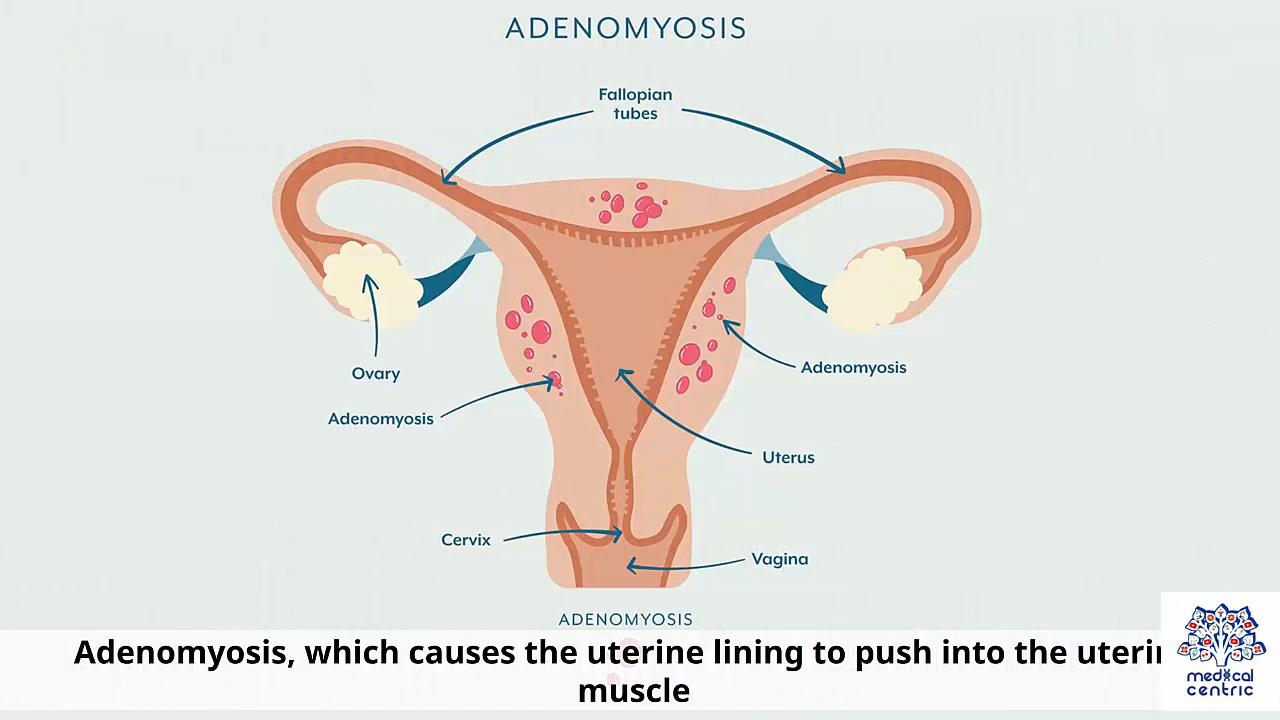 ADENOMYOSIS
Fallopian
tubes
Ovary
Adenomyosis
Adenomyosis
Uterus
Cervix
Vagina
ADENOMYOSIS
Adenomyosis, which causes the uterine lining to push into the
muscle
medical
centric